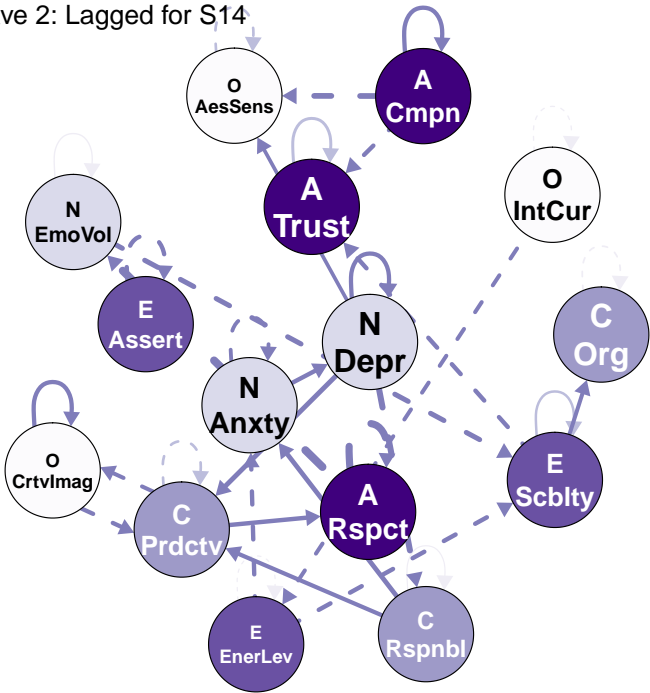 ve 2: Lagged for S14
O
AesSens
A
Cmpn
A
Trust
O
IntCur
N
EmoVol
E
Assert
N
Depr
C
Org
N
Anxty
O
CrtvImag
E
Scblty
A
Rspct
C
Prdctv
E
EnerLev
C
Rspnbl